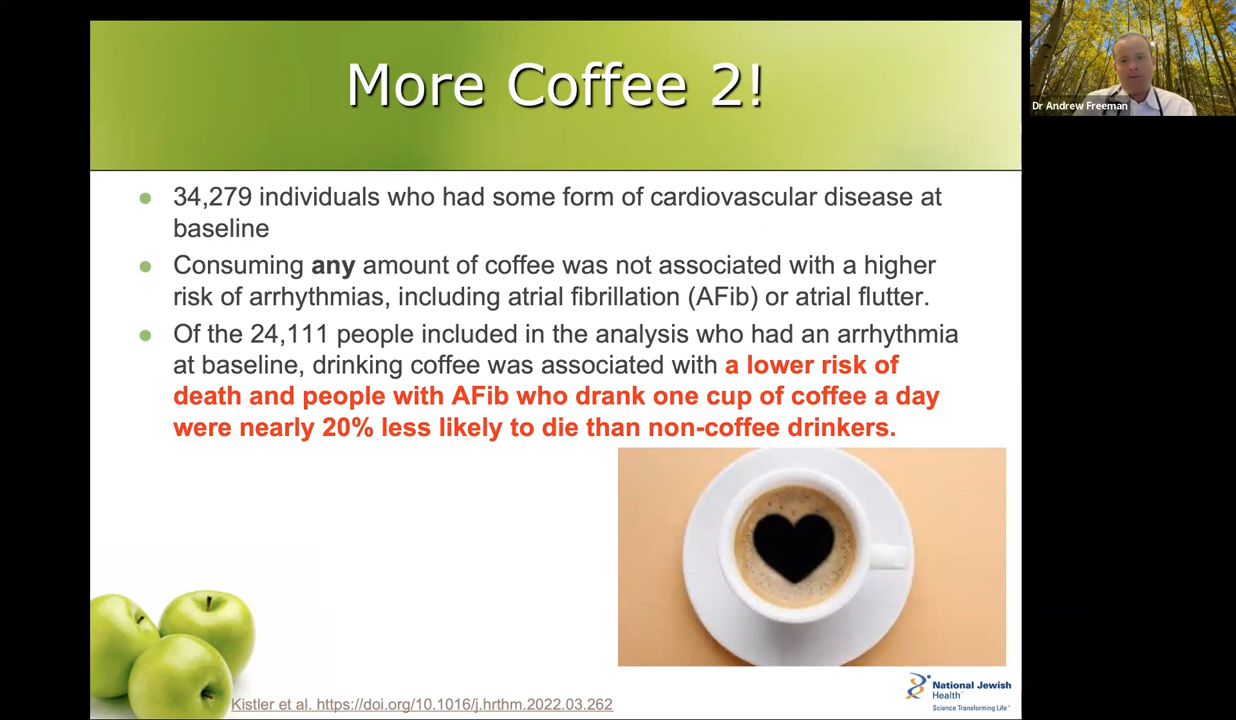 More Coffee 2!
Dr Andrew Freeman
34,279 individuals who had some form of cardiovascular disease at
baseline
Consuming any amount of coffee was not associated with a higher
risk of arrhythmias, including atrial fibrillation (AFib) or atrial flutter.
Of the 24,111 people included in the analysis who had an arrhythmia
at baseline, drinking coffee was associated with a lower risk of
death and people with AFib who drank one cup of coffee a day
were nearly 20% less likely to die than non-coffee drinkers.
National Jewish
Health™
Science Transforming Life®
Kistler et al. https://doi.org/10.1016/j.hrthm.2022.03.262